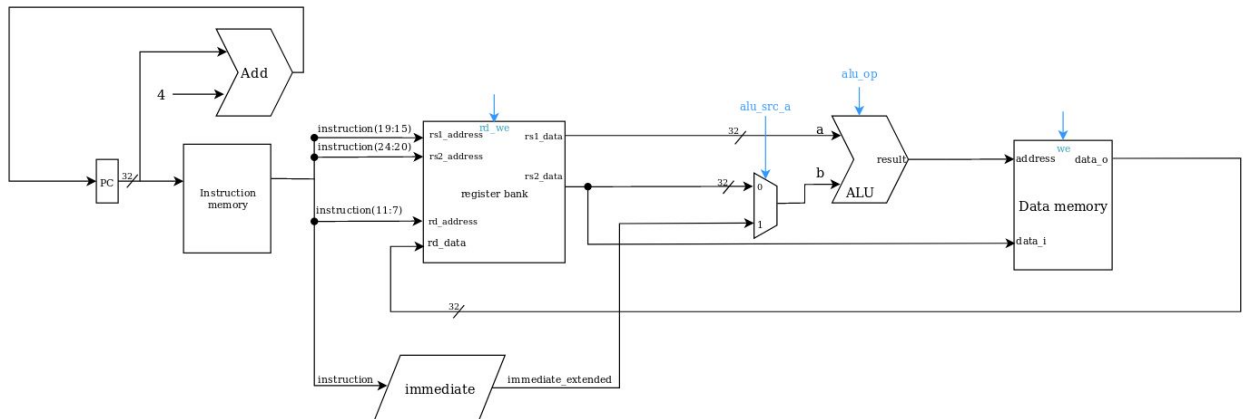 Add
4
PC
32
Instruction
memory
instruction(19:15)
instruction(24:20)
instruction(11:7)
instruction
rd_we
rs1_address
rs2_address
rs1_data
rs2_data
register bank
rd_address
rd_data
32
immediate
immediate_extended
32
32
alu_src_a
0
1
alu_op
a
b
result
ALU
we
address
data_o
Data memory
data_i